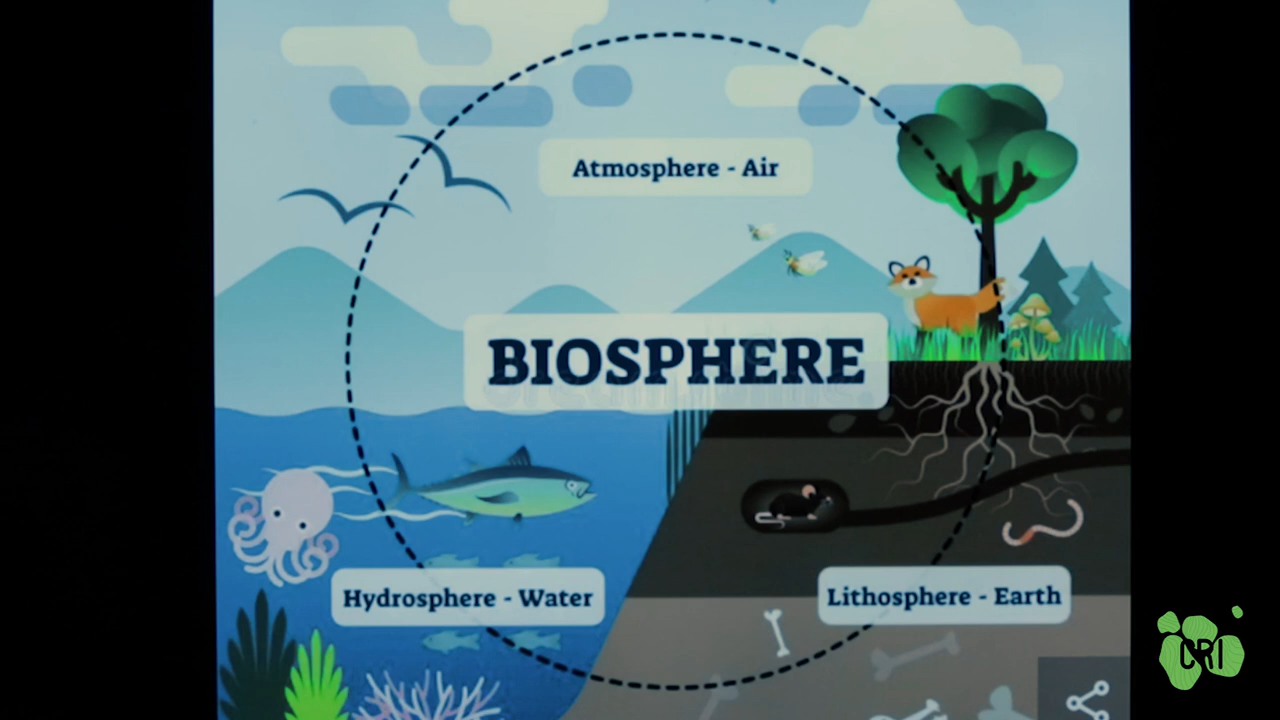 Atmosphere - Air
BIOSPHERE
Hydrosphere - Water
Lithosphere - Earth
CRI